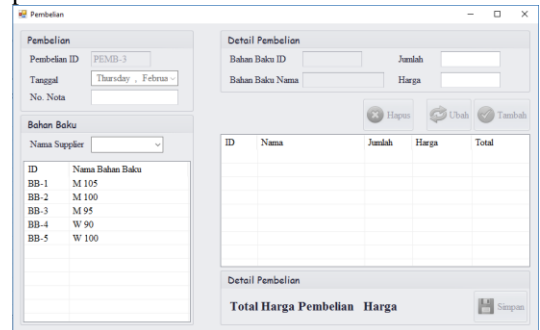 Pembelian
Pembelian
Pembelian ID PEMB-3
Tanggal Thursday , Februa
No. Nota
Bahan Baku
Nama Supplier
ID Nama Bahan Baku
BB-1 M 105
BB-2 M 100
BB-3 M 95
BB-4 W 90
BB-5 W 100
Detail Pembelian
Bahan Baku ID Jumlah
Bahan Baku Nama Harga
Hapus Ubah Tambah
ID Nama Jumlah Harga Total
Detail Pembelian
Total Harga Pembelian Harga Simpan